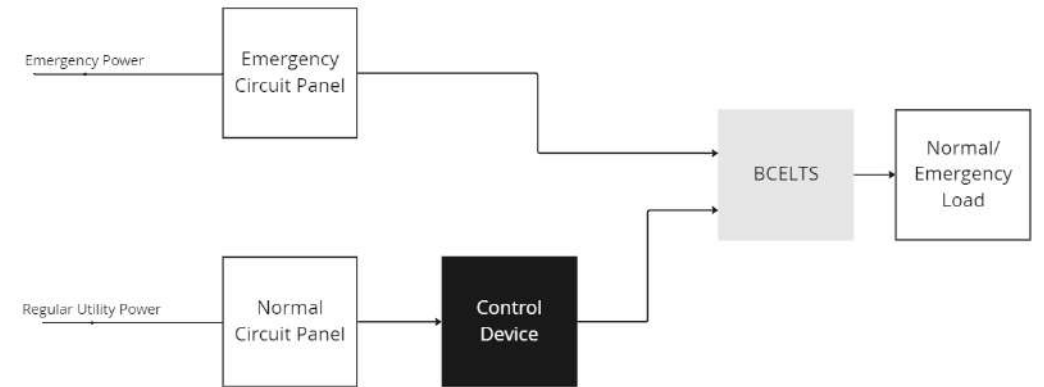 Emergency Power
Emergency
Circuit Panel
BCELTS
Normal/
Emergency
Load
Regular Utility Power
Normal
Circuit Panel
Control
Device